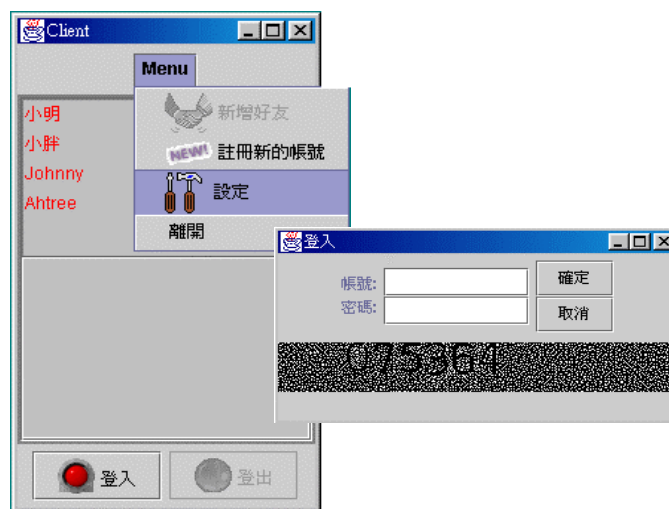 Client
Menu
小明
小胖
Johnny
Ahtree
新增好友
NEW! 註冊新的帳號
設定
離開
登入
登出
登入
帳號:
確定
密碼:
取消
075364